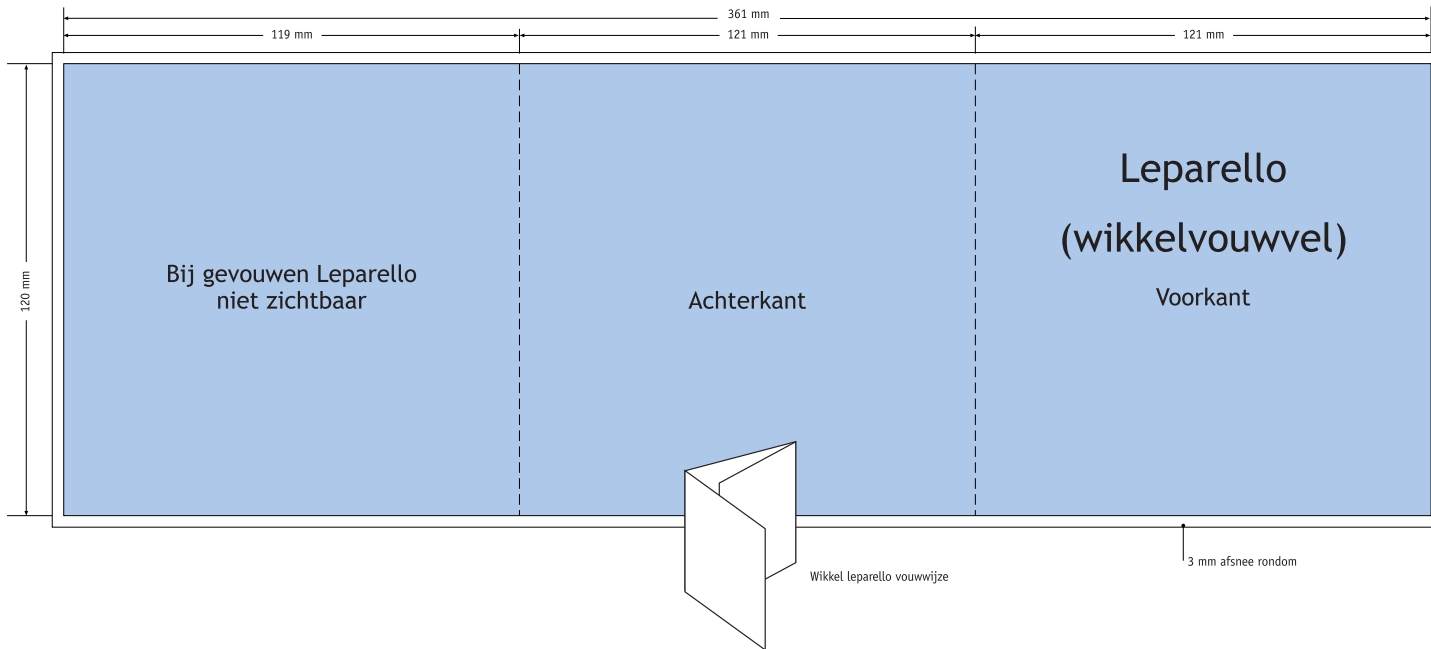 361 mm
119 mm
121 mm
121 mm
120 mm
Bij gevouwen Leparello
niet zichtbaar
Achterkant
Leparello
(wikkelvouwvel)
Voorkant
Wikkel leparello vouwwijze
3 mm afsnee rondom